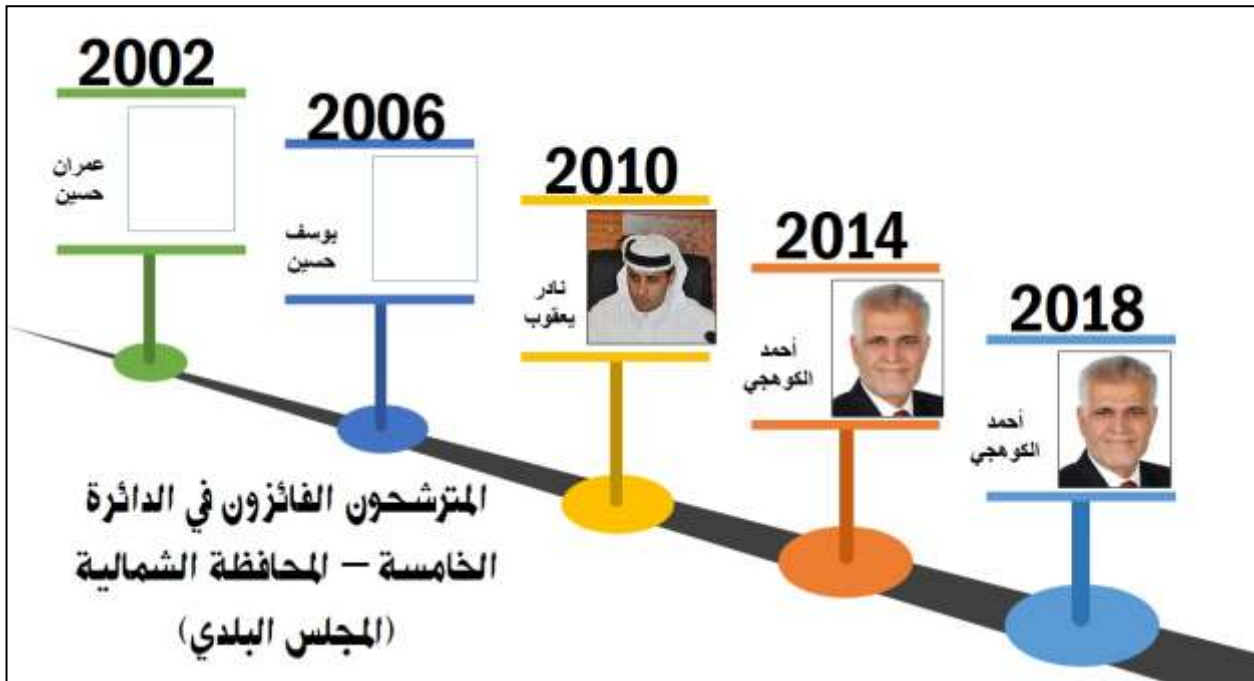 2002
عمران
حسين
2006
يوسف
حسين
2010
نادر
يعقوب
2014
أحمد
الكوهجي
2018
أحمد
الكوهجي
المترشحون الفائزون في الدائرة
الخامسة – المحافظة الشمالية
(المجلس البلدي)